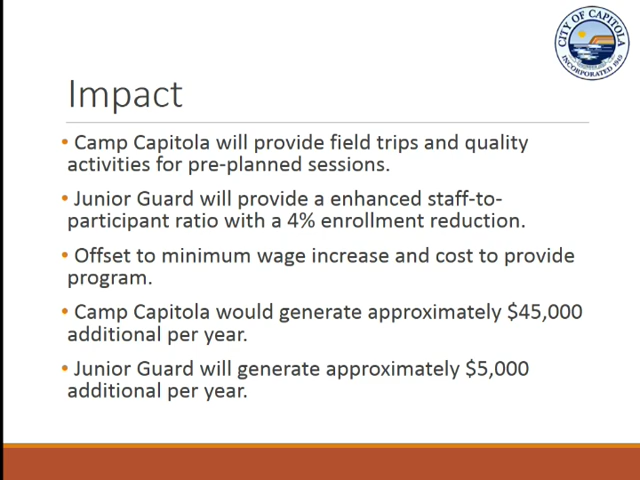 CITY OF CAPITOLA
INCORPORATED 1949
Impact
• Camp Capitola will provide field trips and quality
activities for pre-planned sessions.
• Junior Guard will provide a enhanced staff-to-
participant ratio with a 4% enrollment reduction.
• Offset to minimum wage increase and cost to provide
program.
• Camp Capitola would generate approximately $45,000
additional per year.
• Junior Guard will generate approximately $5,000
additional per year.